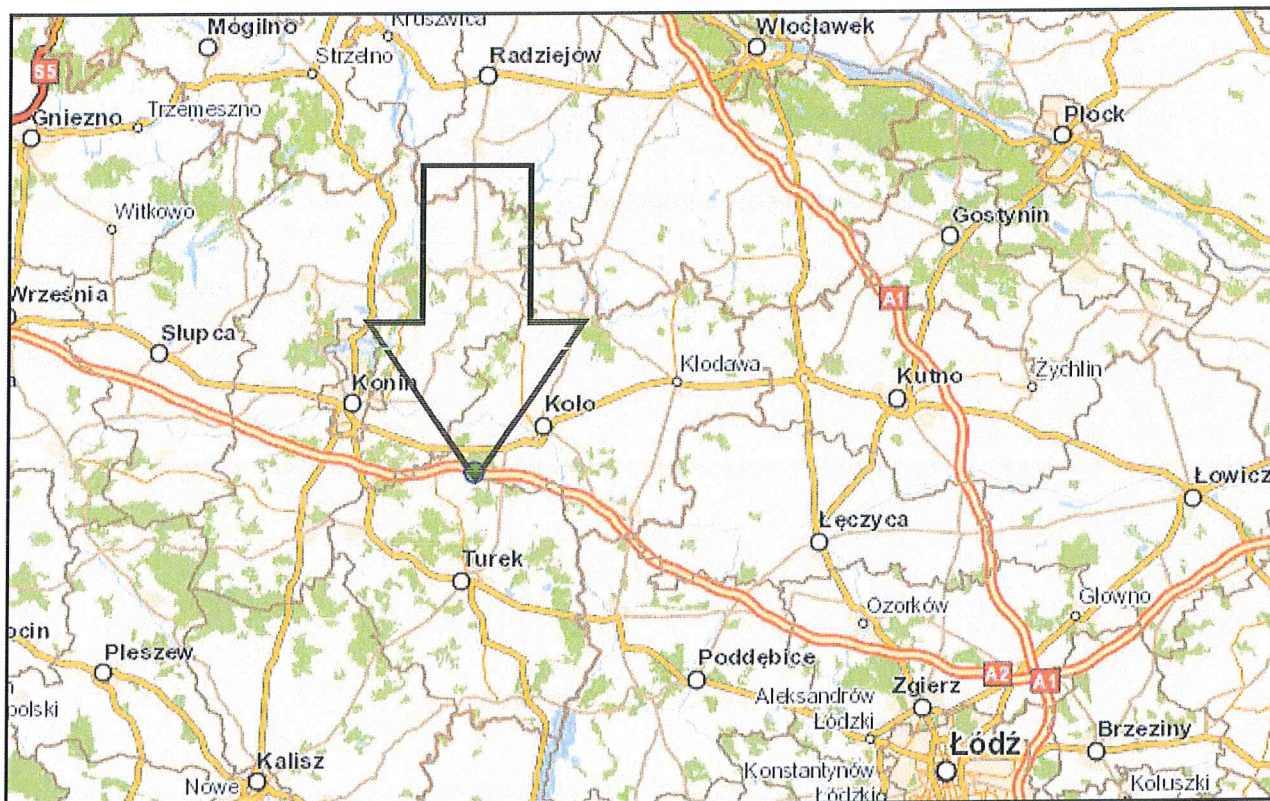 Mogilno
Kruszwica
Włocławek
Strzelno
Radziejów
S5
Trzemeszno
Gniezno
Płock
Witkowo
Gostynin
Września
A1
Słupca
Kłodawa
Żychlin
Konin
Kutno
Koło
Łowicz
Łęczyca
Turek
Ozorków
Głowno
ocin
Pleszew
Poddębice
A2
A1
Zgierz
Aleksandrów
Łódzki
polski
Brzeziny
Łódź
Kalisz
Nowe
Konstantynów
Łódzki
Koluszki